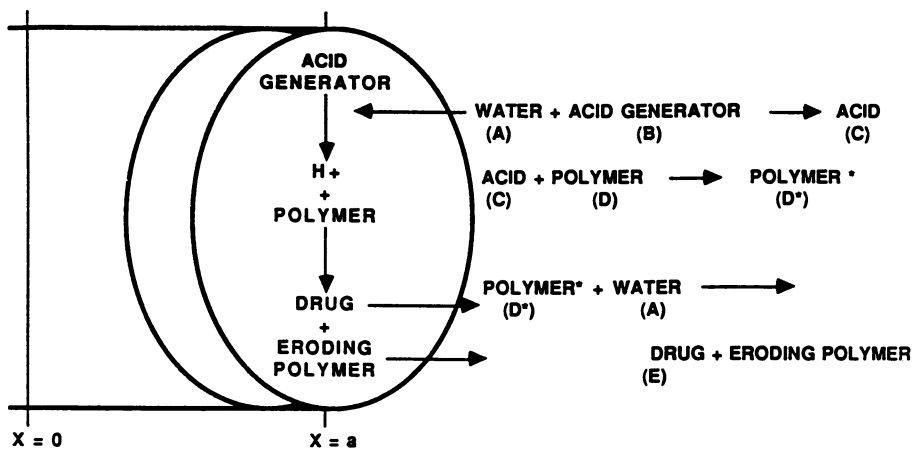 ACID
GENERATOR
H+
+
POLYMER
DRUG
+
ERODING
POLYMER
WATER + ACID GENERATOR ACID
(A) (B) (C)
ACID + POLYMER POLYMER *
(C) (D) (D*)
POLYMER* + WATER
(D*) (A)
DRUG + ERODING POLYMER
(E)
X = 0 X = a